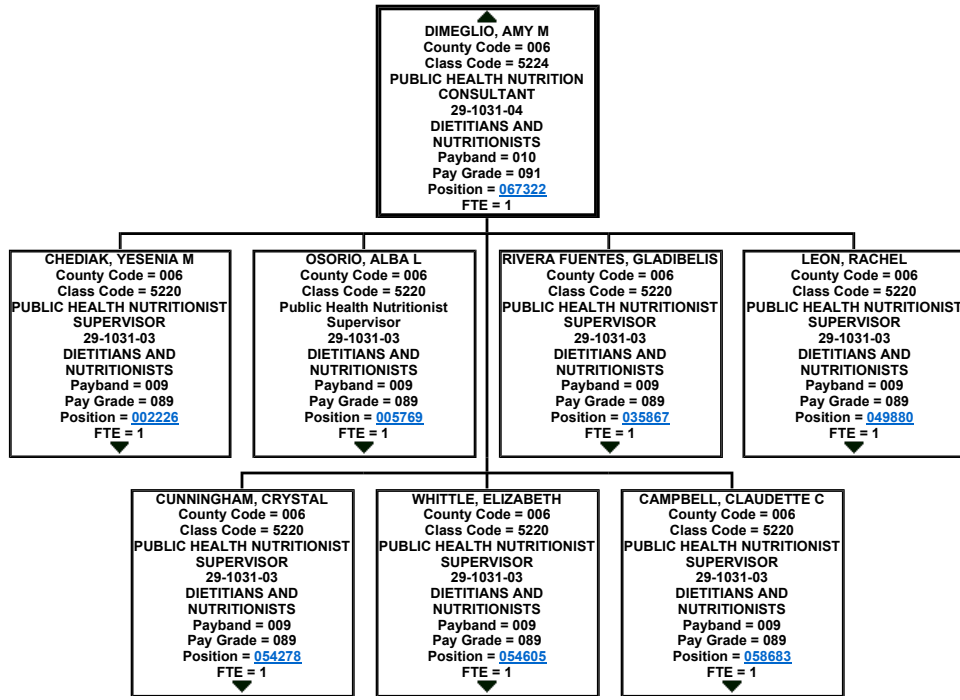 DIMEGLIO, AMY M
County Code = 006
Class Code = 5224
PUBLIC HEALTH NUTRITION
CONSULTANT
29-1031-04
DIETITIANS AND
NUTRITIONISTS
Payband = 010
Pay Grade = 091
Position = 067322
FTE = 1
CHEDIAK, YESENIA M
County Code = 006
Class Code = 5220
PUBLIC HEALTH NUTRITIONIST
SUPERVISOR
29-1031-03
DIETITIANS AND
NUTRITIONISTS
Payband = 009
Pay Grade = 089
Position = 002226
FTE = 1
OSORIO, ALBA L
County Code = 006
Class Code = 5220
Public Health Nutritionist
Supervisor
29-1031-03
DIETITIANS AND
NUTRITIONISTS
Payband = 009
Pay Grade = 089
Position = 005769
FTE = 1
RIVERA FUENTES, GLADIBELIS
County Code = 006
Class Code = 5220
PUBLIC HEALTH NUTRITIONIST
SUPERVISOR
29-1031-03
DIETITIANS AND
NUTRITIONISTS
Payband = 009
Pay Grade = 089
Position = 035867
FTE = 1
LEON, RACHEL
County Code = 006
Class Code = 5220
PUBLIC HEALTH NUTRITIONIST
SUPERVISOR
29-1031-03
DIETITIANS AND
NUTRITIONISTS
Payband = 009
Pay Grade = 089
Position = 049880
FTE = 1
CUNNINGHAM, CRYSTAL
County Code = 006
Class Code = 5220
PUBLIC HEALTH NUTRITIONIST
SUPERVISOR
29-1031-03
DIETITIANS AND
NUTRITIONISTS
Payband = 009
Pay Grade = 089
Position = 054278
FTE = 1
WHITTLE, ELIZABETH
County Code = 006
Class Code = 5220
PUBLIC HEALTH NUTRITIONIST
SUPERVISOR
29-1031-03
DIETITIANS AND
NUTRITIONISTS
Payband = 009
Pay Grade = 089
Position = 054605
FTE = 1
CAMPBELL, CLAUDETTE C
County Code = 006
Class Code = 5220
PUBLIC HEALTH NUTRITIONIST
SUPERVISOR
29-1031-03
DIETITIANS AND
NUTRITIONISTS
Payband = 009
Pay Grade = 089
Position = 058683
FTE = 1